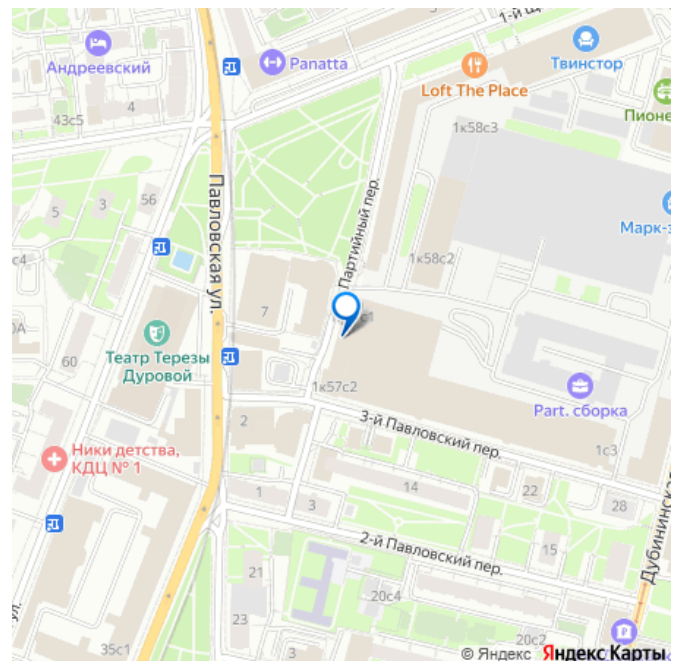 1-й Щ
Андреевский
Panatta
Твинстор
Loft The Place
4
43с5
1к58с3
Пионе
56
3
5
Павловская ул.
Партийный пер.
Марк-з
с4
1к58с2
7
с1
0А
Театр Терезы
Дуровой
60
1к57с2
Part. сборка
2
3-й Павловский пер.
1с3
Ники детства,
КДЦ № 1
14
22
28
1
3
2-й Павловский пер.
15
Дубининская
21
20с4
ул.
23
20с2
35с1
3
© Яндекс Яндекс Карты